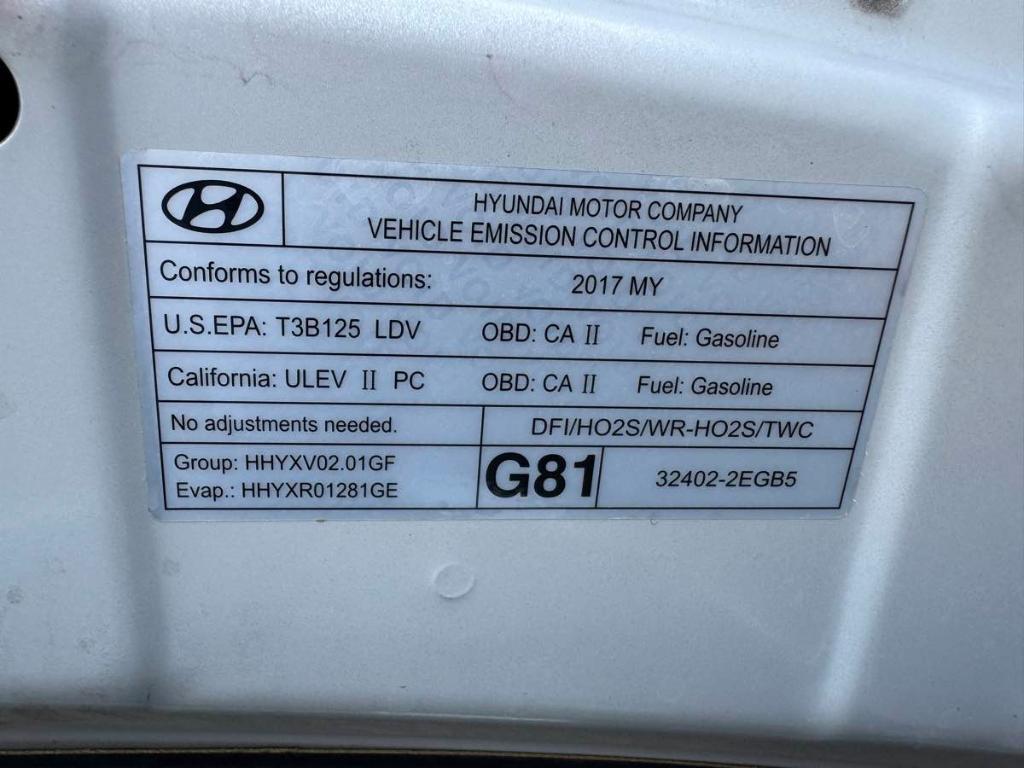 HYUNDAI MOTOR COMPANY
VEHICLE EMISSION CONTROL INFORMATION
Conforms to regulations: 2017 MY
U.S.EPA: T3B125 LDV OBD: CA II Fuel: Gasoline
California: ULEV II PC OBD: CA II Fuel: Gasoline
No adjustments needed. DFI/HO2S/WR-HO2S/TWC
Group: HHYXV02.01GF
Evap.: HHYXR01281GE
G81 32402-2EGB5